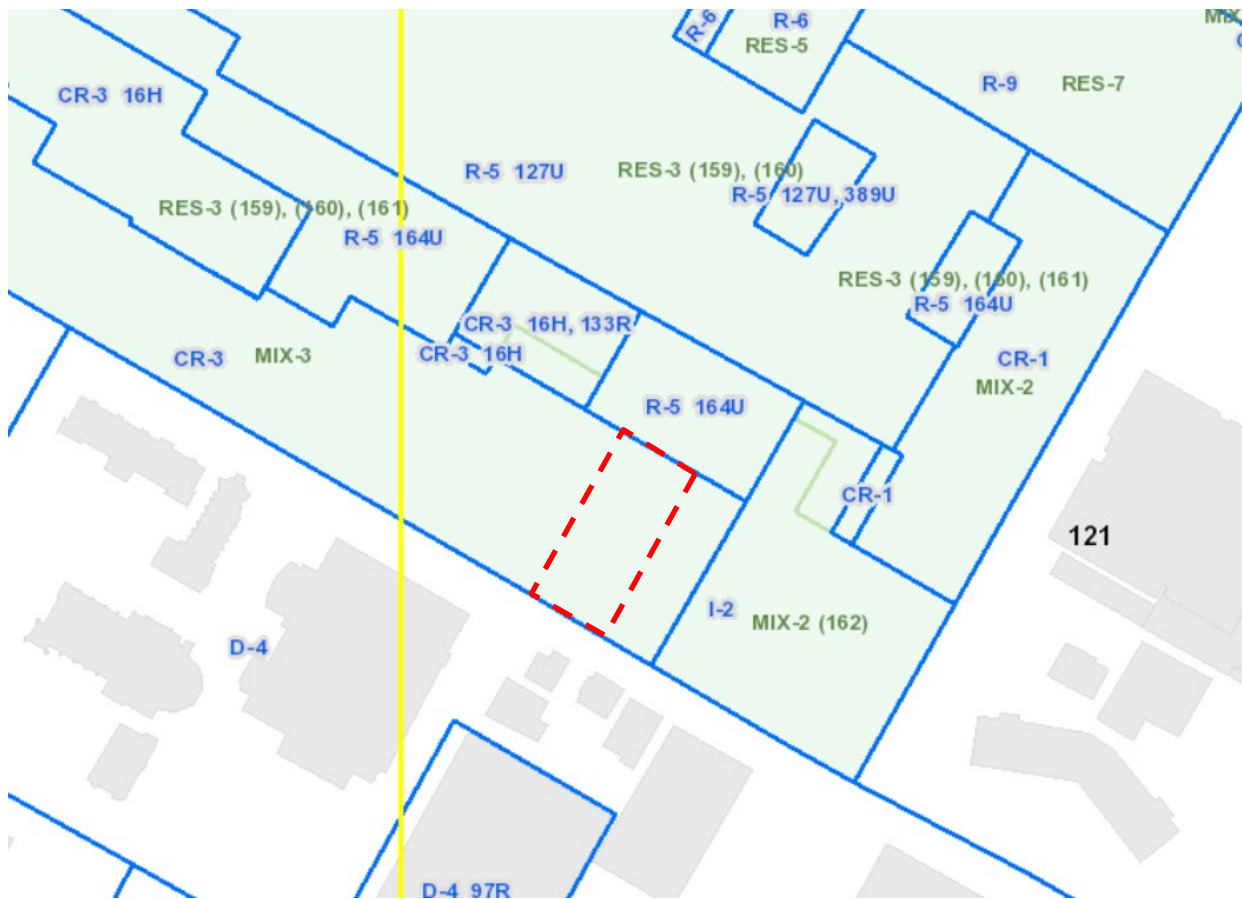 MIX
R-6
R-6
RES-5
R-9
RES-7
CR-3 16H
R-5 127U
RES-3 (159), (160)
R-5 127U, 389U
RES-3 (159), (160), (161)
R-5 164U
RES-3 (159), (160), (161)
R-5 164U
CR-3 16H, 133R
CR-3 16H
CR-3
MIX-3
CR-1
MIX-2
R-5 164U
CR-1
121
I-2
MIX-2 (162)
D-4
D-4 97R